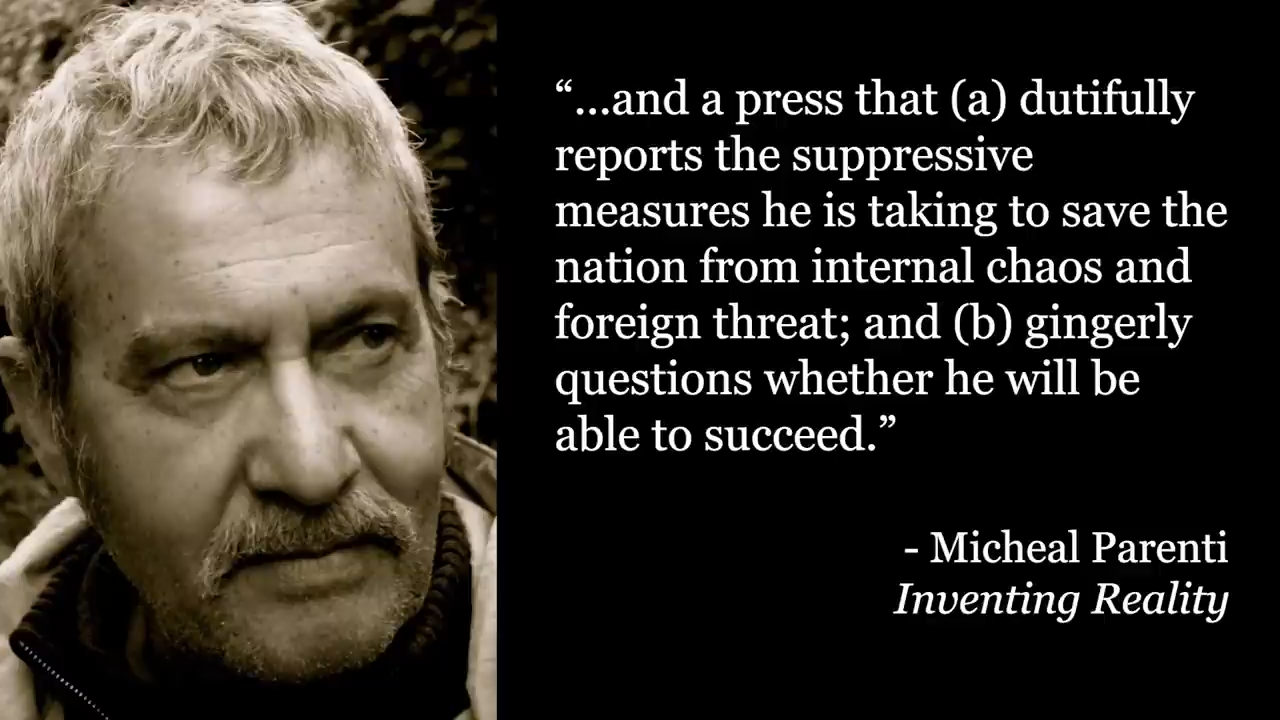 “...and a press that (a) dutifully
reports the suppressive
measures he is taking to save the
nation from internal chaos and
foreign threat; and (b) gingerly
questions whether he will be
able to succeed.”
- Micheal Parenti
Inventing Reality